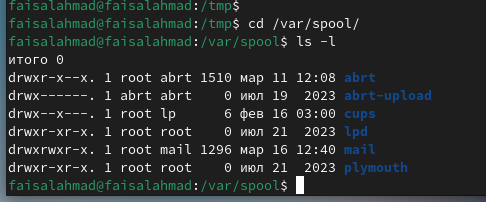 faisalahmad@faisalahmad:/tmp$
faisalahmad@faisalahmad:/tmp$ cd /var/spool/
faisalahmad@faisalahmad:/var/spool$ ls -l
итого 0
drwxr-x--x. 1 root abrt 1510 мар 11 12:08 abrt
drwx------. 1 abrt abrt    0 июл 19  2023 abrt-upload
drwx--x---. 1 root lp      6 фев 16 03:00 cups
drwxr-xr-x. 1 root root    0 июл 21  2023 lpd
drwxrwxr-x. 1 root mail 1296 мар 16 12:40 mail
drwxr-xr-x. 1 root root    0 июл 21  2023 plymouth
faisalahmad@faisalahmad:/var/spool$